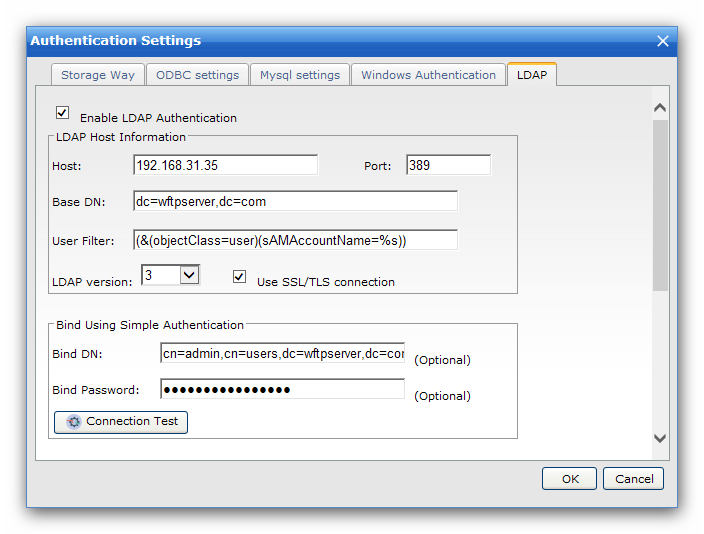 Authentication Settings
Storage Way ODBC settings Mysql settings Windows Authentication LDAP
Enable LDAP Authentication
LDAP Host Information
Host: 192.168.31.35 Port: 389
Base DN: dc=wftpserver,dc=com
User Filter: (&(objectClass=user)(sAMAccountName=%s))
LDAP version: 3 Use SSL/TLS connection
Bind Using Simple Authentication
Bind DN: cn=admin,cn=users,dc=wftpserver,dc=con (Optional)
Bind Password: ●●●●●●●●●●●●●●●● (Optional)
Connection Test
OK Cancel